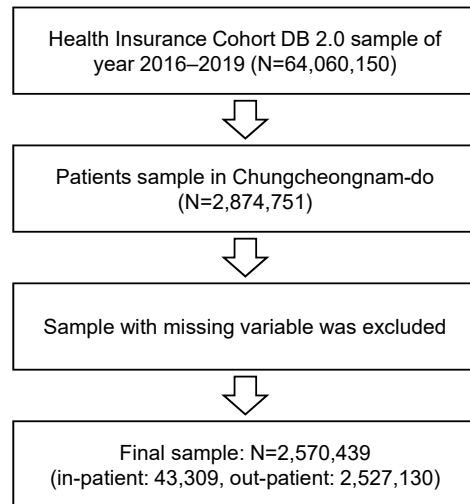 Health Insurance Cohort DB 2.0 sample of
year 2016–2019 (N=64,060,150)
Patients sample in Chungcheongnam-do
(N=2,874,751)
Sample with missing variable was excluded
Final sample: N=2,570,439
(in-patient: 43,309, out-patient: 2,527,130)